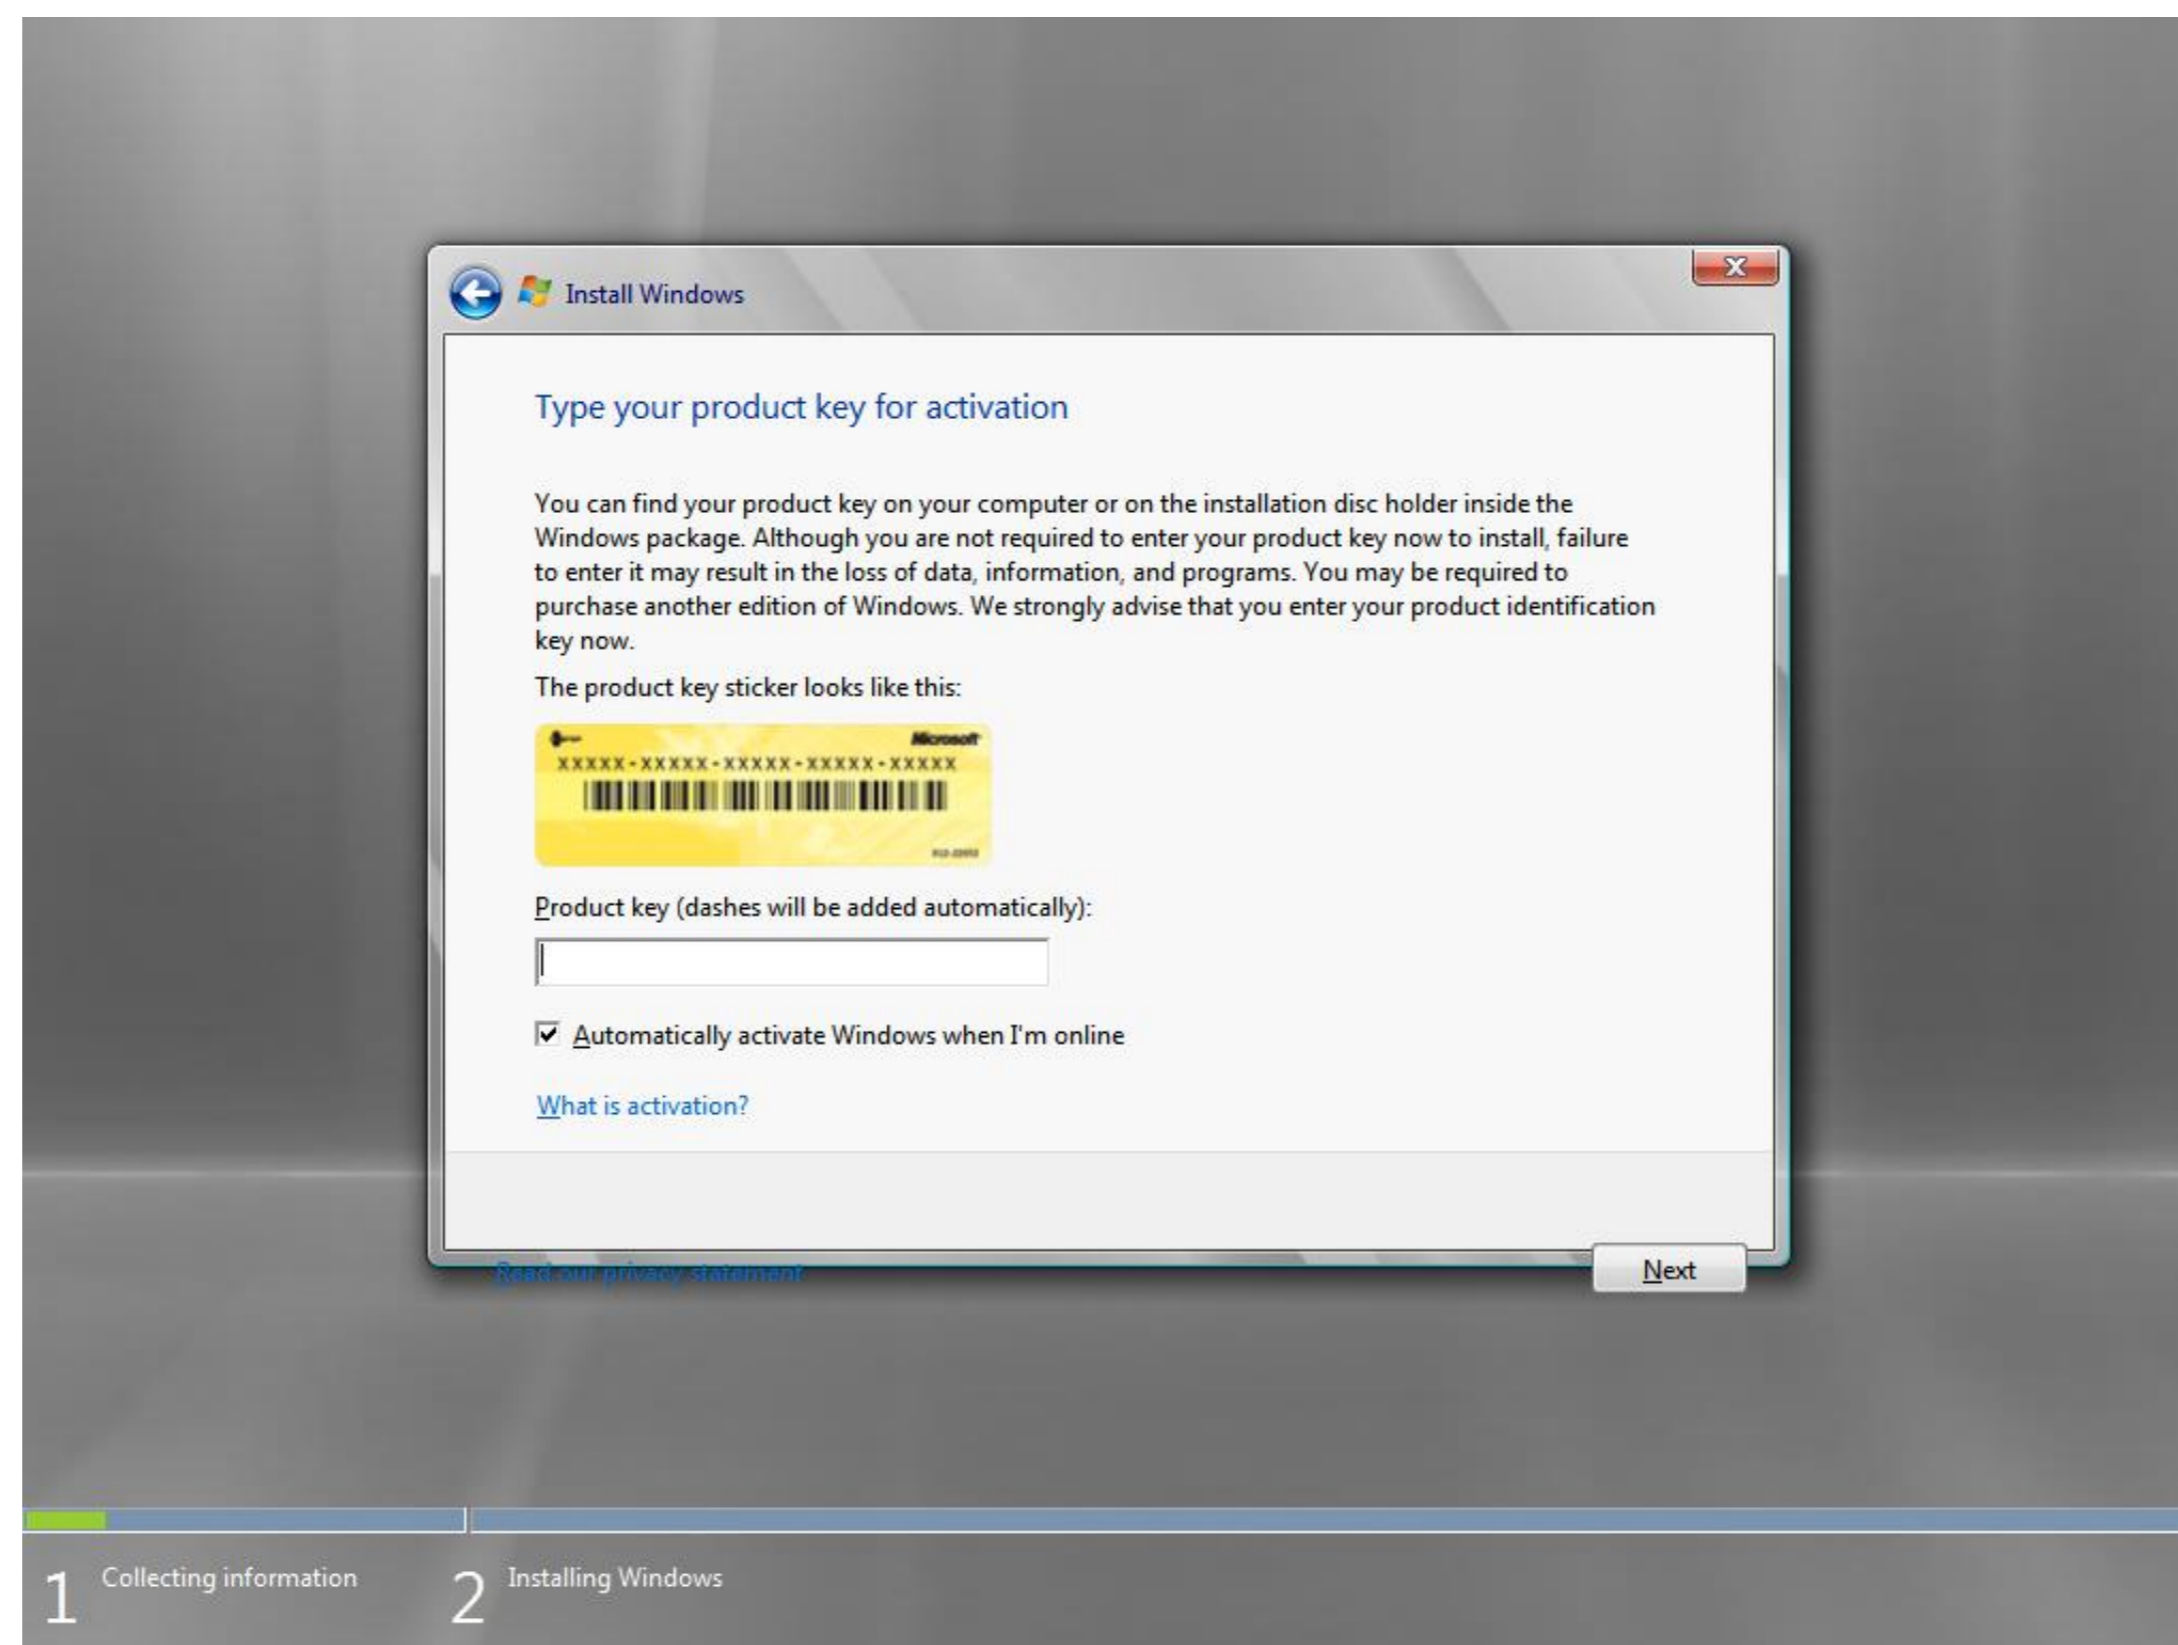 Install Windows
X
Type your product key for activation
You can find your product key on your computer or on the installation disc holder inside the
Windows package. Although you are not required to enter your product key now to install, failure
to enter it may result in the loss of data, information, and programs. You may be required to
purchase another edition of Windows. We strongly advise that you enter your product identification
key now.
The product key sticker looks like this:
Microsoft
XXXXX-XXXXX-XXXXX-XXXXX-XXXXX
Product key (dashes will be added automatically):
Automatically activate Windows when I'm online
What is activation?
Read our privacy statement
Next
1 Collecting information 2 Installing Windows